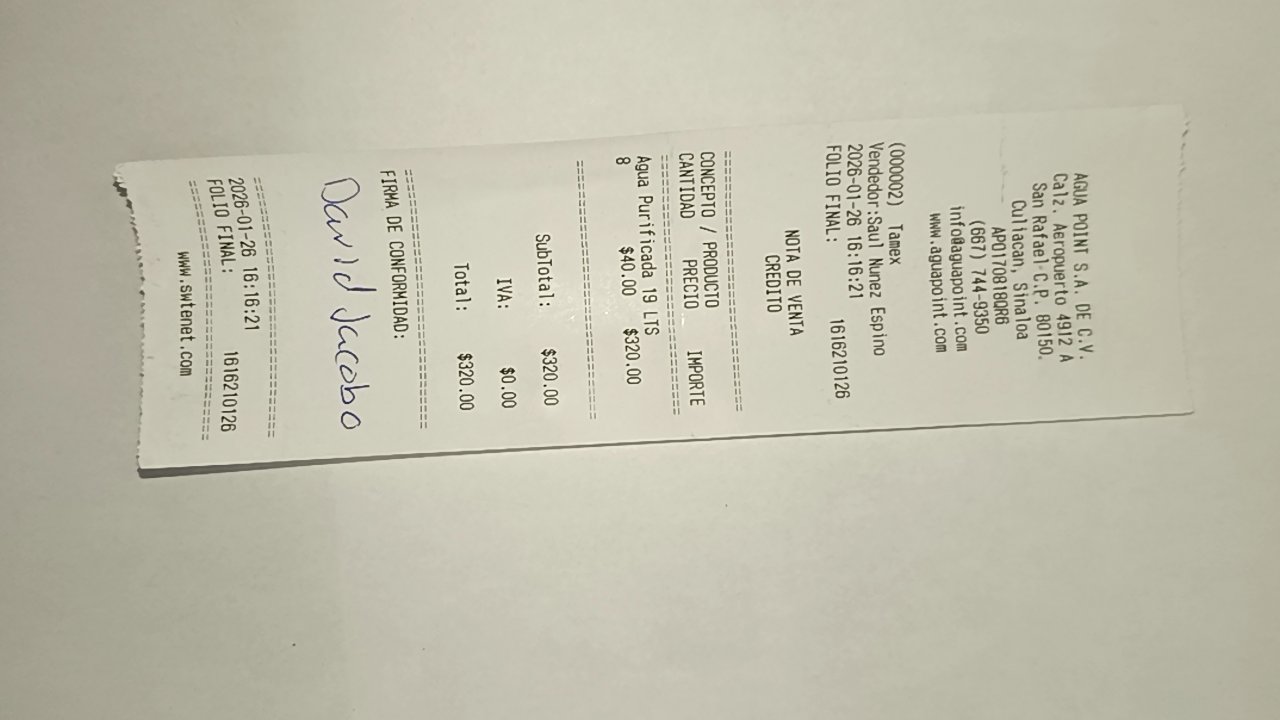 AGUA POINT S.A. DE C.V.
Calz. Aeropuerto 4912 A
San Rafael C.P. 80150.
Culiacan, Sinaloa
APO170818QR6
(667) 744-9350
info@aguapoint.com
www.aguapoint.com
(000002) Tamex
Vendedor:Saul Nunez Espino
2026-01-26 16:16:21
FOLIO FINAL: 1616210126
NOTA DE VENTA
CREDITO
CONCEPTO / PRODUCTO
CANTIDAD PRECIO IMPORTE
Agua Purificada 19 LTS
8 $40.00 $320.00
SubTotal: $320.00
IVA: $0.00
Total: $320.00
FIRMA DE CONFORMIDAD:
David Jacobo
2026-01-26 16:16:21
FOLIO FINAL: 1616210126
www.swtenet.com